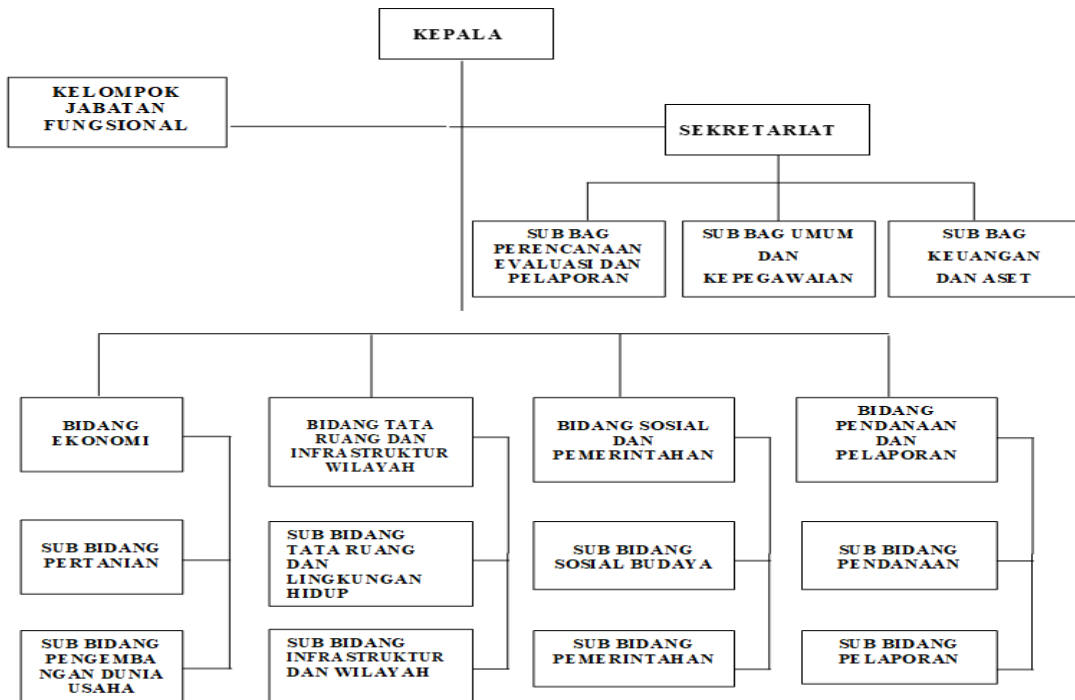 KEPALA
KELOMPOK
JABATAN
FUNGSIONAL
SEKRETARIAT
SUB BAG
PERENCANAAN
EVALUASI DAN
PELAPORAN
SUB BAG UMUM
DAN
KEPEGAWAIAN
SUB BAG
KEUANGAN
DAN ASET
BIDANG
EKONOMI
BIDANG TATA
RUANG DAN
INFRASTRUKTUR
WILAYAH
BIDANG SOSIAL
DAN
PEMERINTAHAN
BIDANG
PENDANAAN
DAN
PELAPORAN
SUB BIDANG
PERTANIAN
SUB BIDANG
TATA RUANG
DAN
LINGKUNGAN
HIDUP
SUB BIDANG
SOSIAL BUDAYA
SUB BIDANG
PENDANAAN
SUB BIDANG
PENGEMBA
NGAN DUNIA
USAHA
SUB BIDANG
INFRASTRUKTUR
DAN WILAYAH
SUB BIDANG
PEMERINTAHAN
SUB BIDANG
PELAPORAN